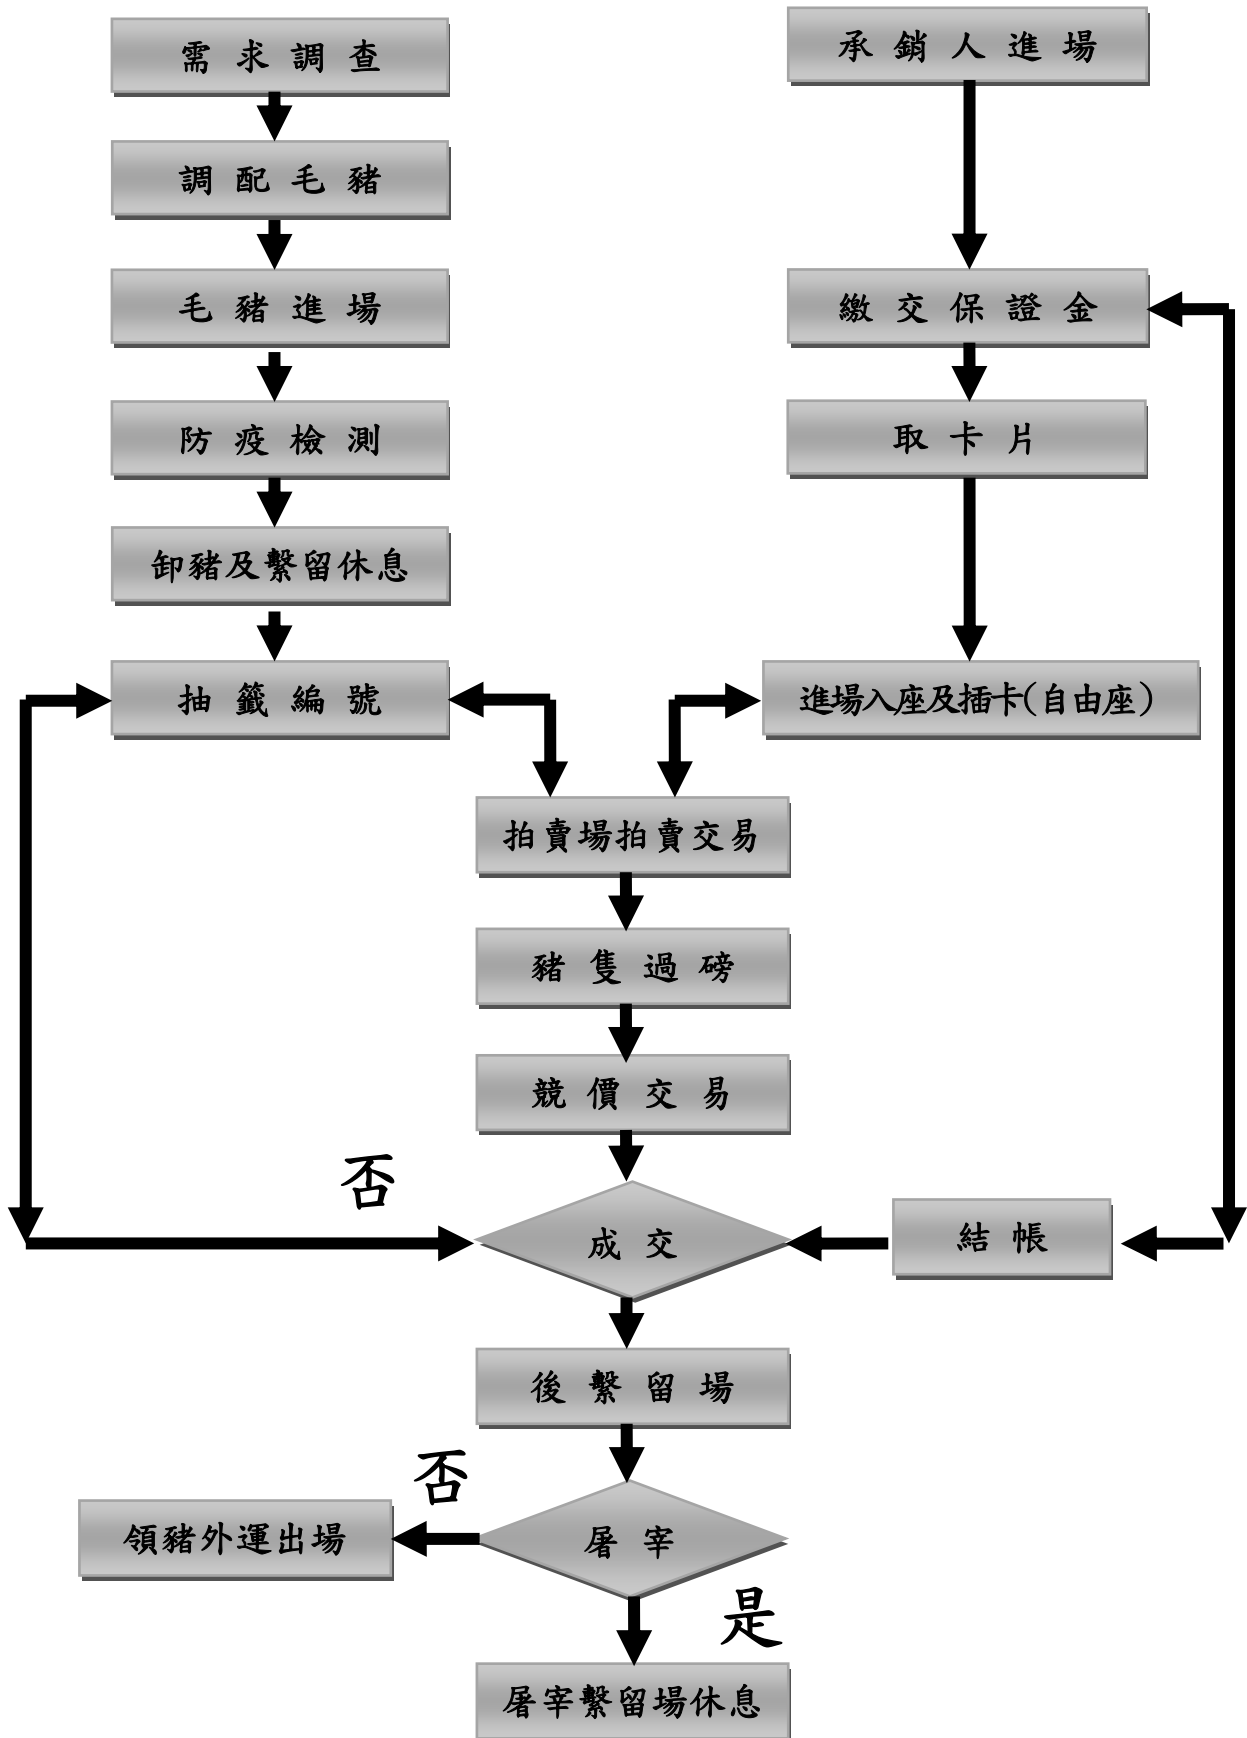 需求調查
承銷人進場
調配毛豬
毛豬進場
繳交保證金
防疫檢測
取卡片
卸豬及繫留休息
抽籤編號
進場入座及插卡(自由座)
拍賣場拍賣交易
豬隻過磅
競價交易
否
成交
結帳
後繫留場
否
領豬外運出場
屠宰
是
屠宰繫留場休息